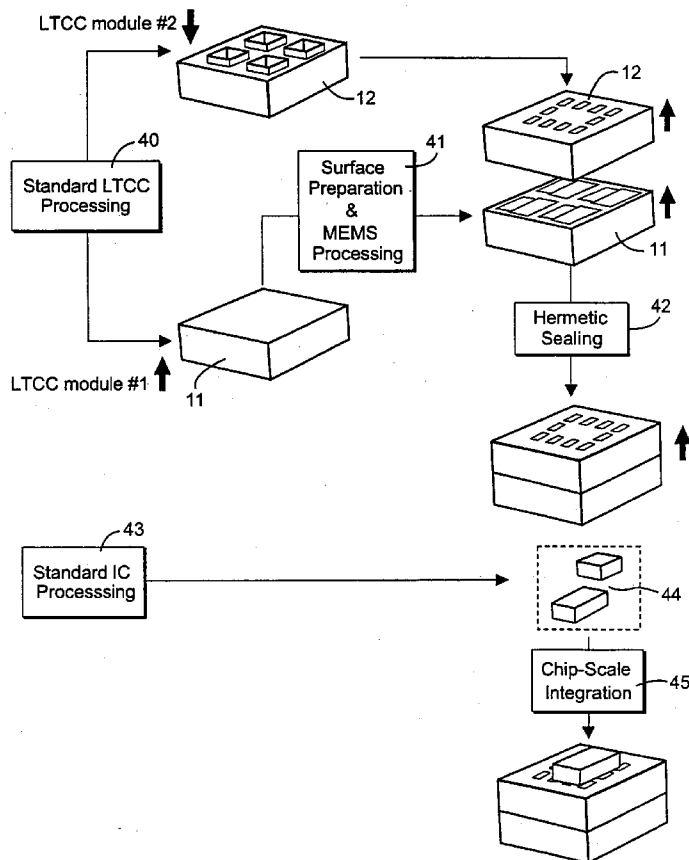 LTCC module #2
12
12
40
Standard LTCC
Processing
41
Surface
Preparation
&
MEMS
Processing
11
42
Hermetic
Sealing
LTCC module #1
11
43
Standard IC
Processsing
44
Chip-Scale
Integration
45